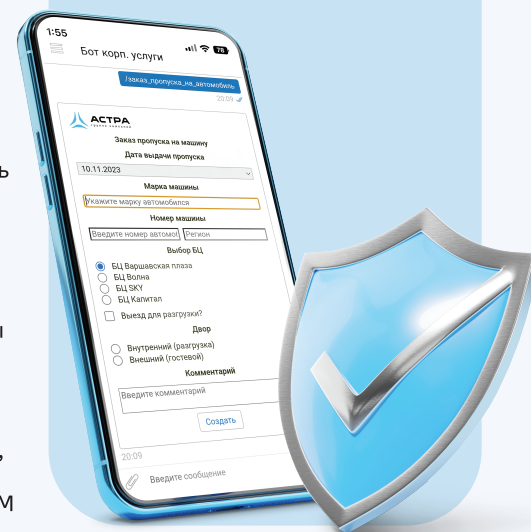 1:55
78
Бот корп. услуги
/заказ_пропуска_на_автомобиль
20:09
АСТРА
группа компаний
Заказ пропуска на машину
Дата выдачи пропуска
10.11.2023
Марка машины
Укажите марку автомобился
Номер машины
Введите номер автомоб Регион
Выбор БЦ
БЦ Варшавская плаза
БЦ Волна
БЦ SKY
БЦ Капитал
Выезд для разгрузки?
Двор
Внутренний (разгрузка)
Внешний (гостевой)
Комментарий
Введите комментарий
Создать
20:09
Введите сообщение
ь
ы
,
м